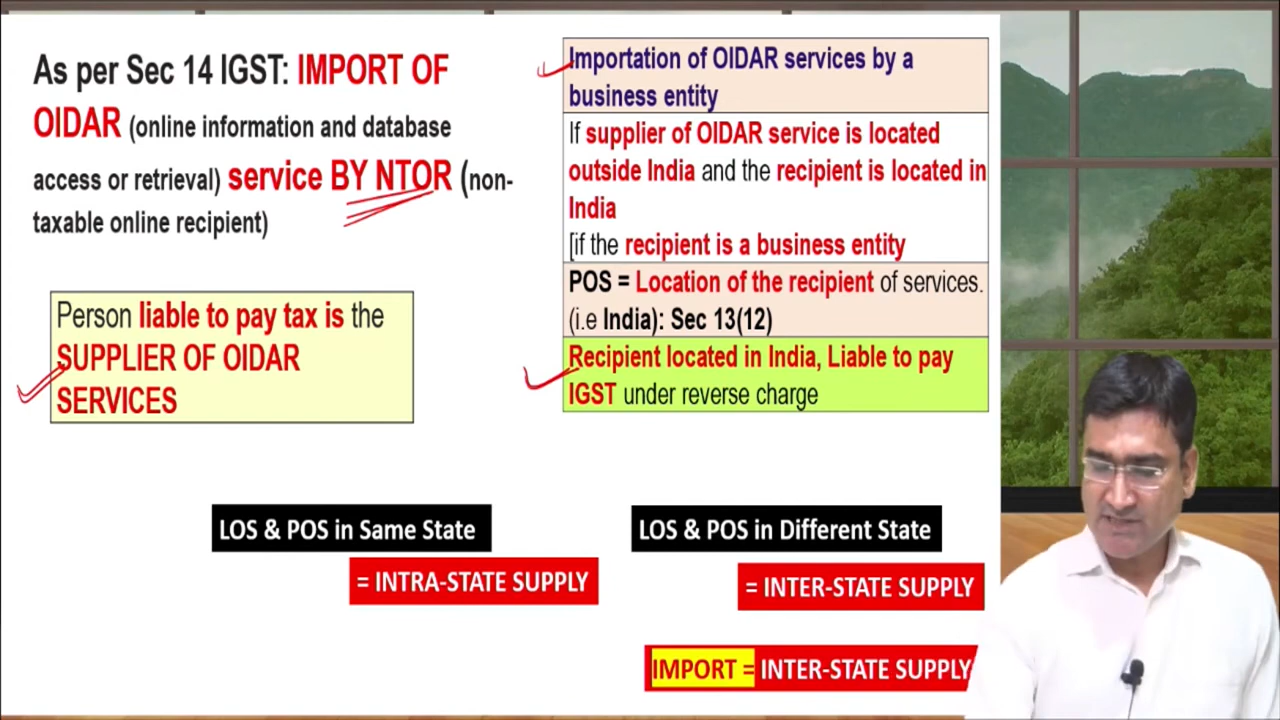 As per Sec 14 IGST: IMPORT OF
OIDAR (online information and database
access or retrieval) service BY NTOR (non-
taxable online recipient)
Person liable to pay tax is the
SUPPLIER OF OIDAR
SERVICES
Importation of OIDAR services by a
business entity
If supplier of OIDAR service is located
outside India and the recipient is located in
India
[if the recipient is a business entity
POS = Location of the recipient of services.
(i.e India): Sec 13(12)
Recipient located in India, Liable to pay
IGST under reverse charge
LOS & POS in Same State
= INTRA-STATE SUPPLY
LOS & POS in Different State
= INTER-STATE SUPPLY
IMPORT = INTER-STATE SUPPLY